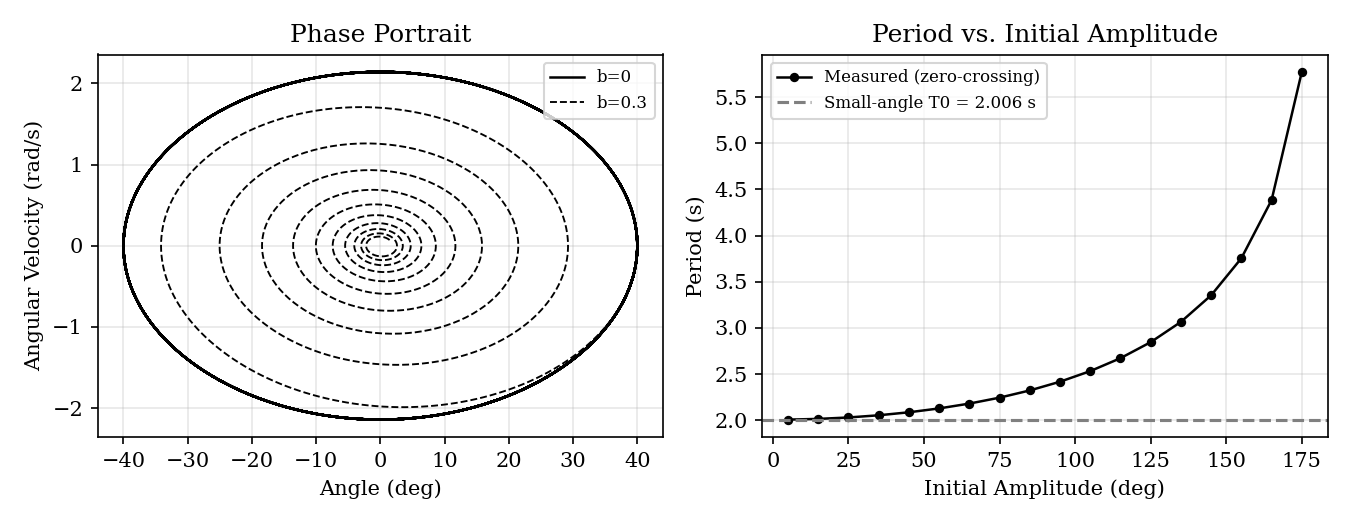 Phase Portrait
b=0
b=0.3
2
1
0
−1
−2
Angular Velocity (rad/s)
−40 −30 −20 −10 0 10 20 30 40
Angle (deg)
Period vs. Initial Amplitude
Measured (zero-crossing)
Small-angle T0 = 2.006 s
5.5
5.0
4.5
4.0
3.5
3.0
2.5
2.0
Period (s)
0 25 50 75 100 125 150 175
Initial Amplitude (deg)